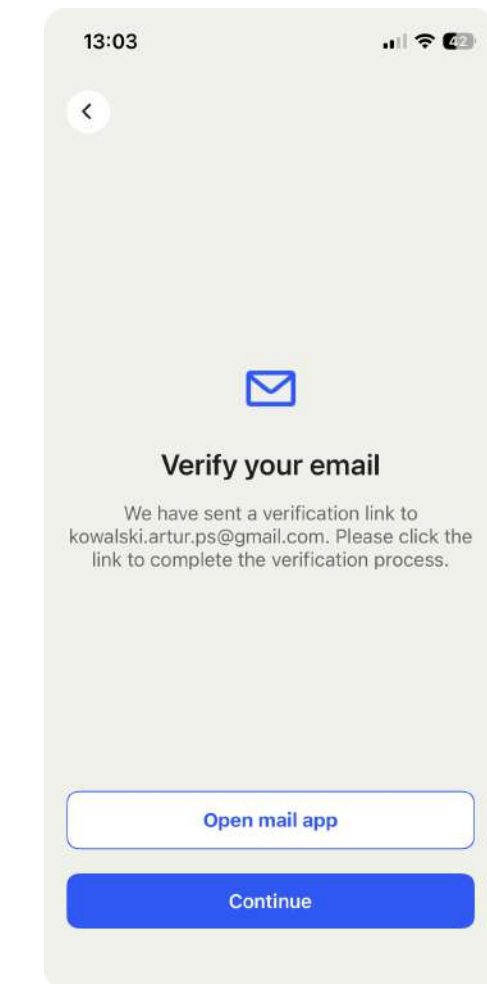 13:03
42
Verify your email
We have sent a verification link to
kowalski.artur.ps@gmail.com. Please click the
link to complete the verification process.
Open mail app
Continue